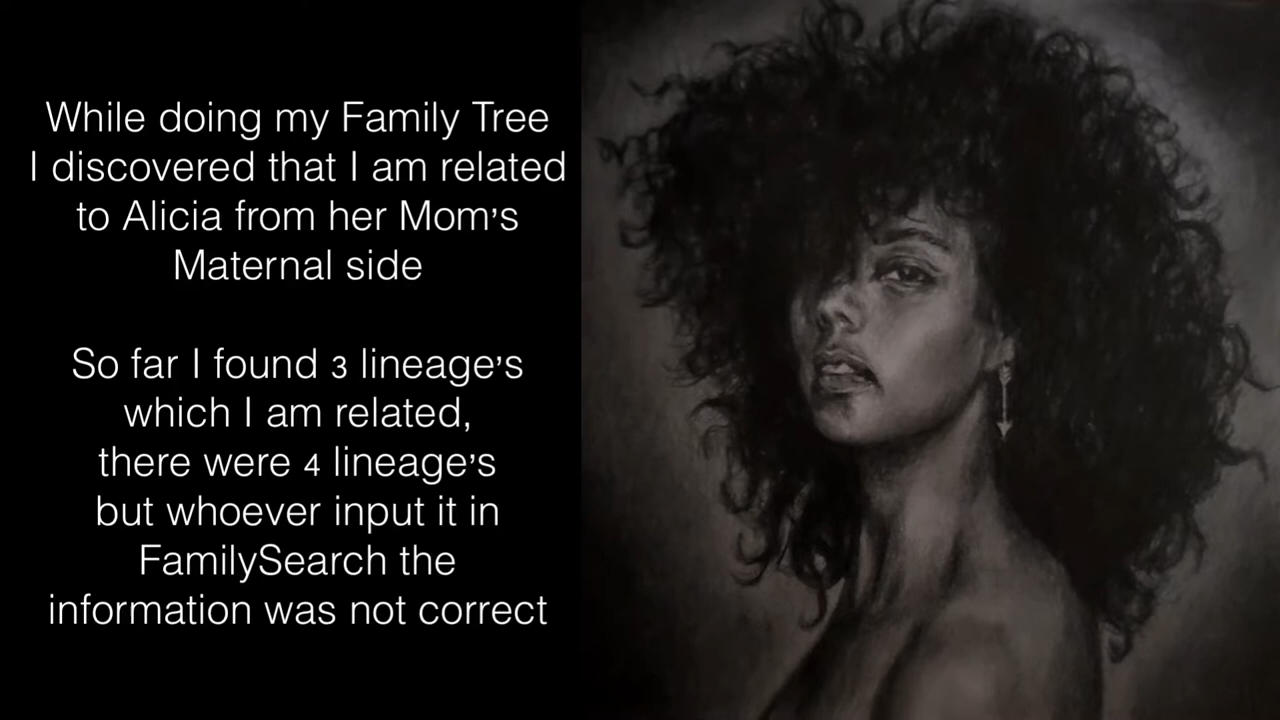 While doing my Family Tree
I discovered that I am related
to Alicia from her Mom's
Maternal side
So far I found 3 lineage's
which I am related,
there were 4 lineage's
but whoever input it in
FamilySearch the
information was not correct